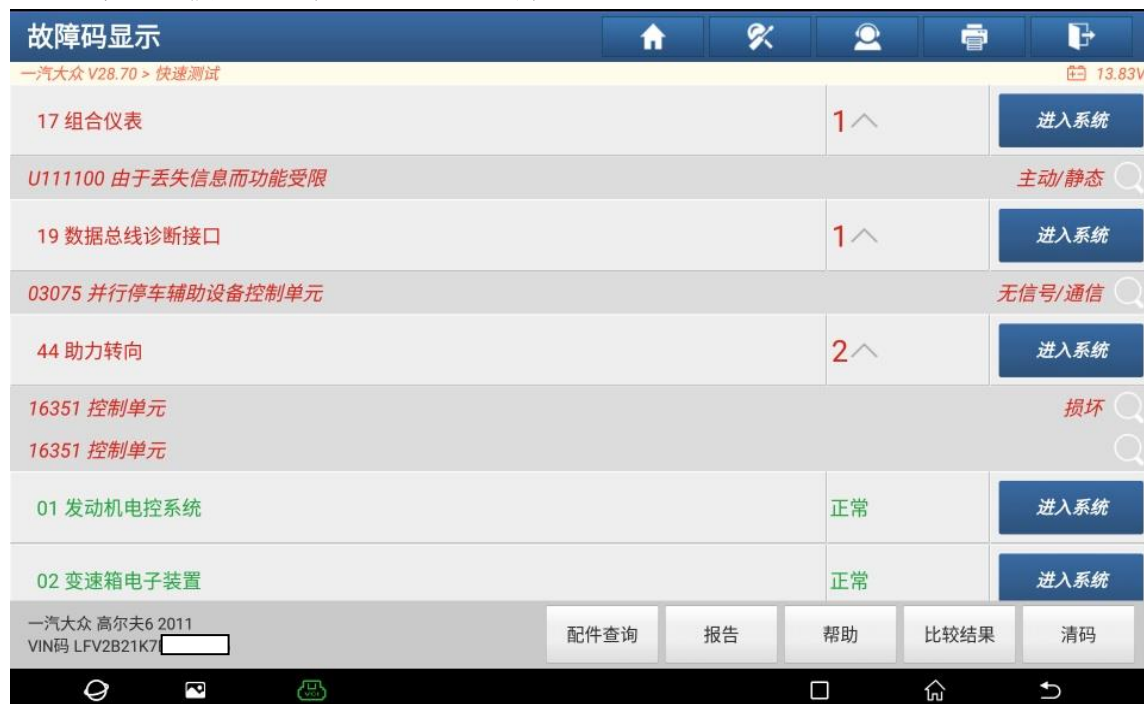 故障码显示
一汽大众 V28.70 > 快速测试 13.83V
17 组合仪表 1 进入系统
U111100 由于丢失信息而功能受限 主动/静态
19 数据总线诊断接口 1 进入系统
03075 并行停车辅助设备控制单元 无信号/通信
44 助力转向 2 进入系统
16351 控制单元 损坏
16351 控制单元
01 发动机电控系统 正常 进入系统
02 变速箱电子装置 正常 进入系统
一汽大众 高尔夫6 2011
VIN码 LFV2B21K7
配件查询 报告 帮助 比较结果 清码
VCI